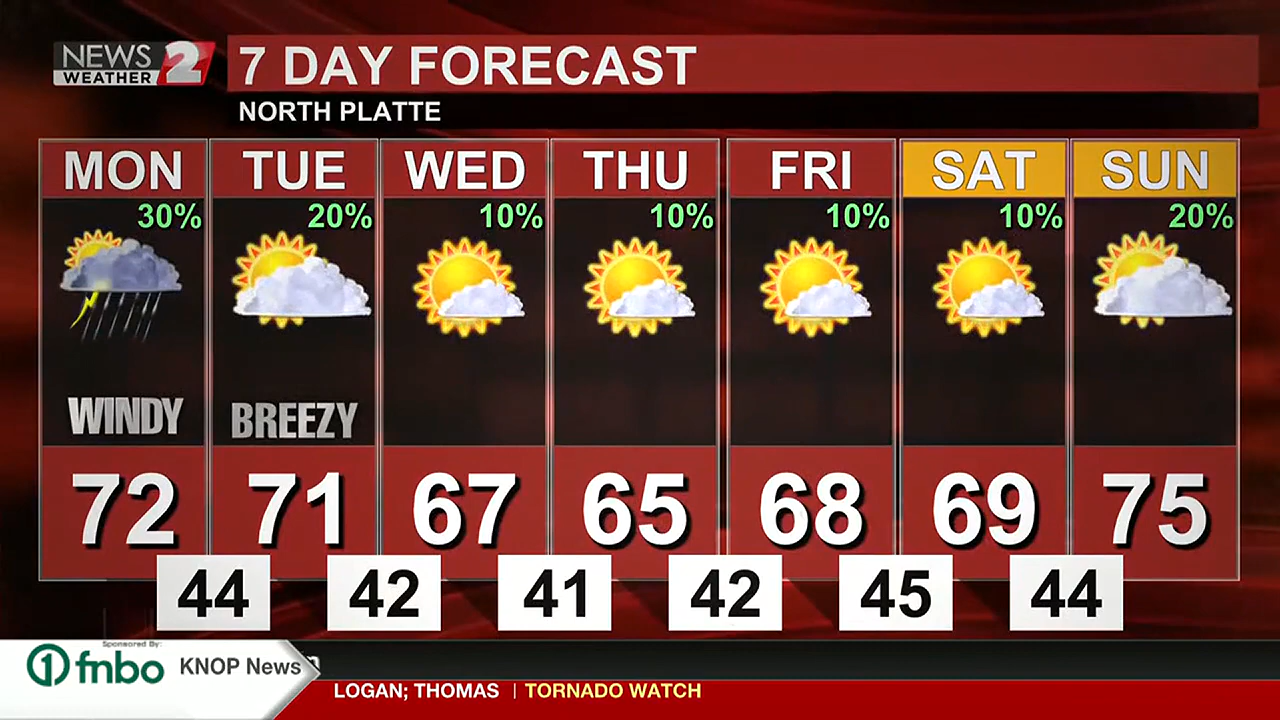 NEWS
WEATHER 2
7 DAY FORECAST
NORTH PLATTE
MON TUE WED THU FRI SAT SUN
30% 20% 10% 10% 10% 10% 20%
WINDY BREEZY
72 71 67 65 68 69 75
44 42 41 42 45 44
Sponsored By:
1 fnbo KNOP News
LOGAN; THOMAS | TORNADO WATCH